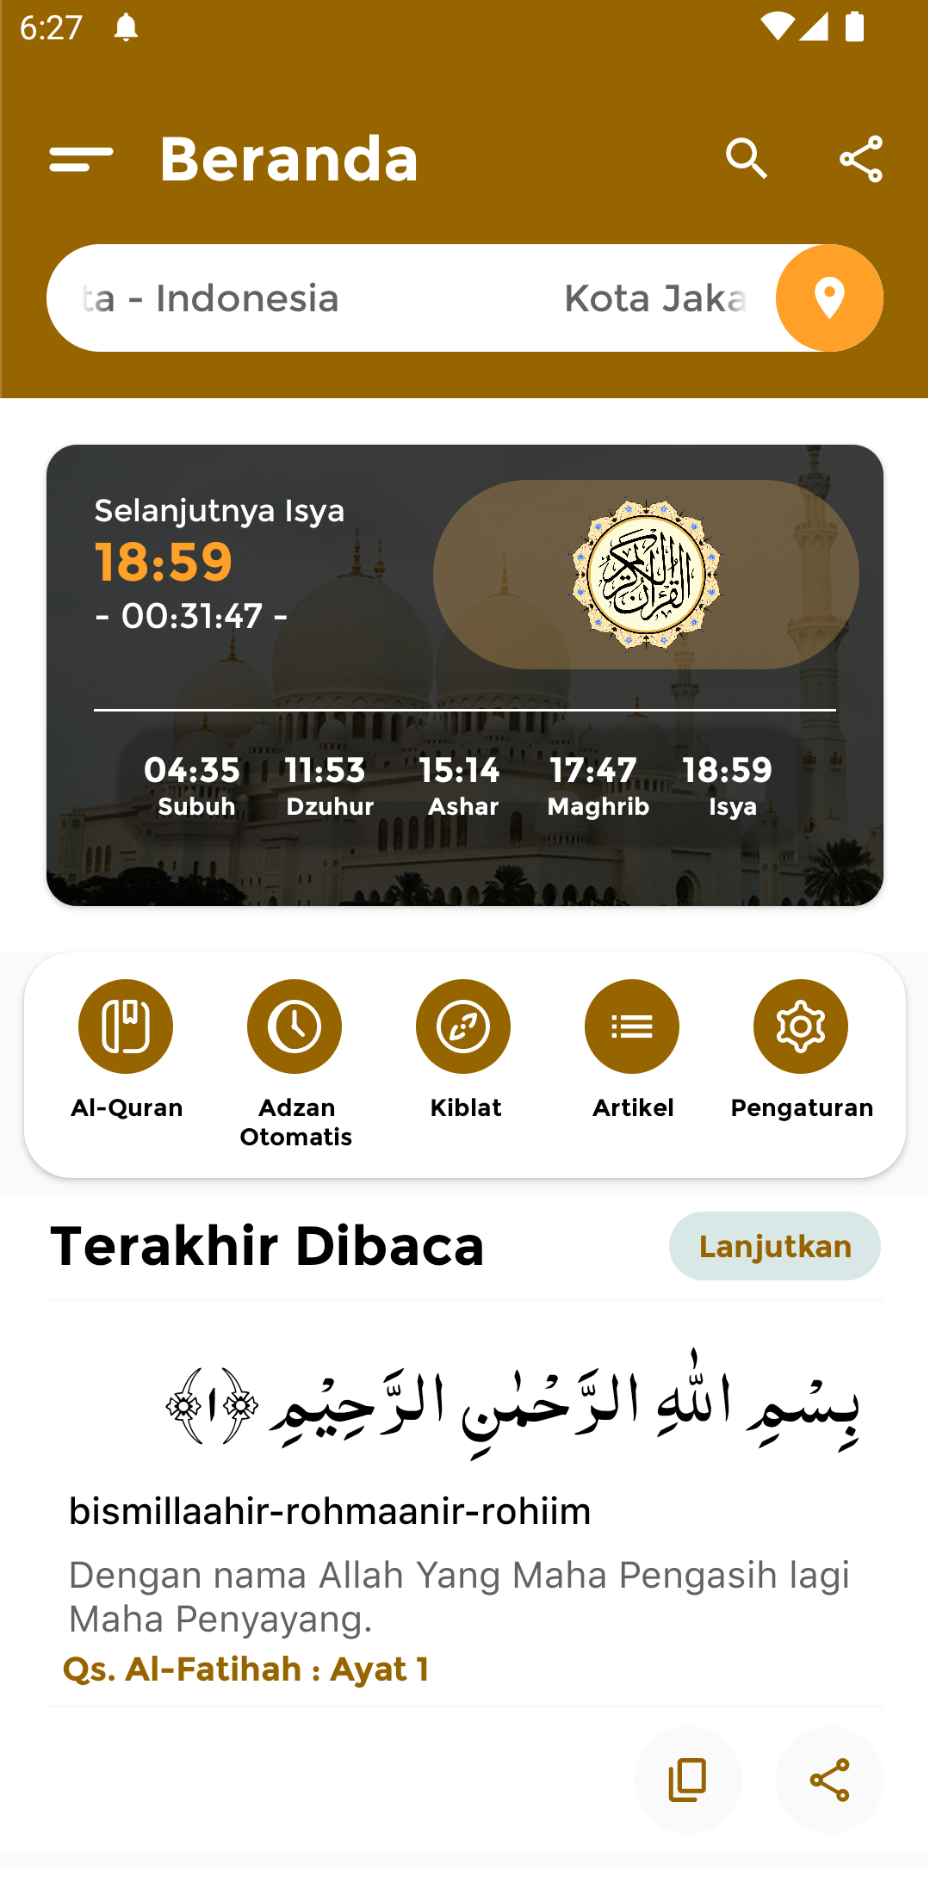 6:27
Beranda
ta - Indonesia Kota Jaka
Selanjutnya Isya
18:59
- 00:31:47 -
القرآن الكريم
04:35 11:53 15:14 17:47 18:59
Subuh Dzuhur Ashar Maghrib Isya
Al-Quran Adzan Otomatis Kiblat Artikel Pengaturan
Terakhir Dibaca Lanjutkan
بِسْمِ اللّٰهِ الرَّحْمٰنِ الرَّحِيْمِ ﴿١﴾
bismillaahir-rohmaanir-rohiim
Dengan nama Allah Yang Maha Pengasih lagi
Maha Penyayang.
Qs. Al-Fatihah : Ayat 1